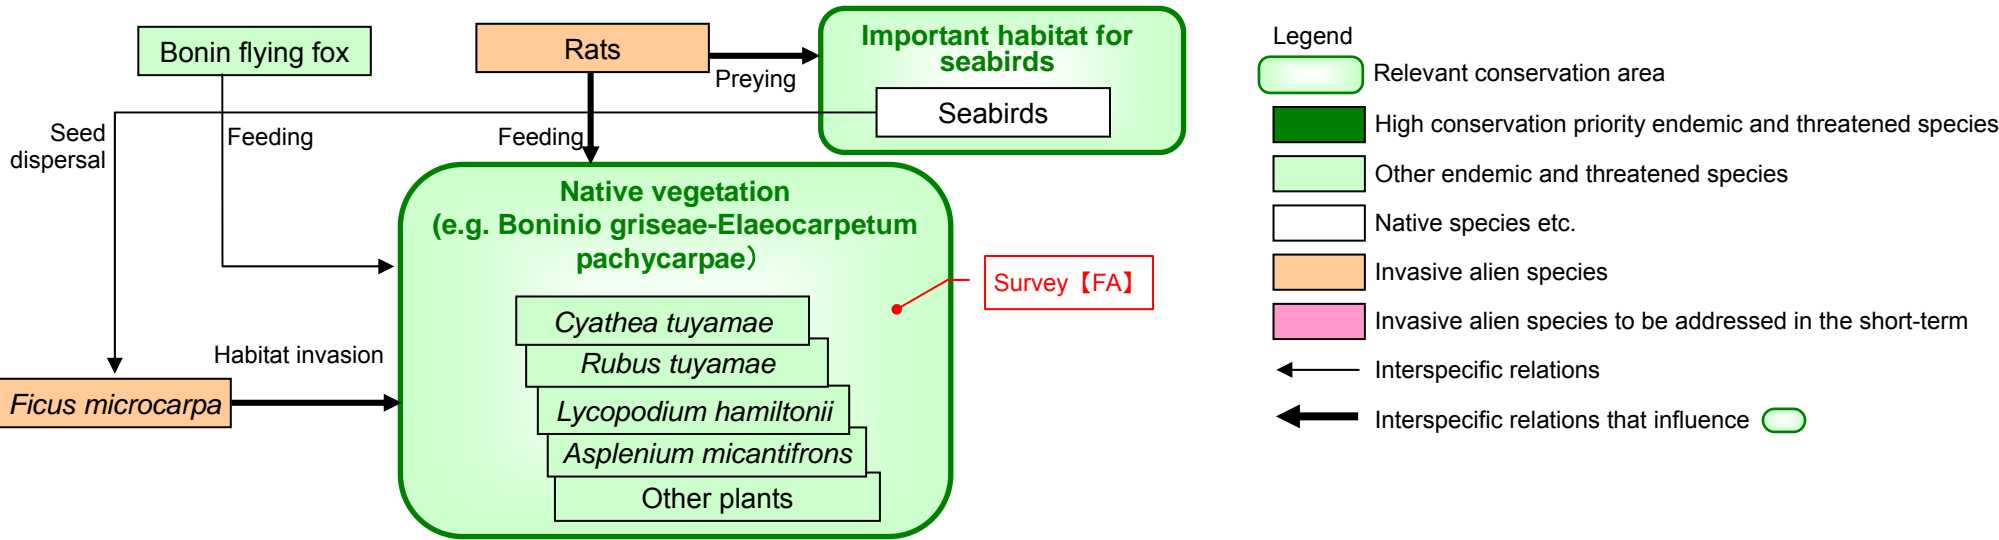 Bonin flying fox
Rats
Important habitat for
seabirds
Preying
Seabirds
Seed
dispersal
Feeding
Feeding
Native vegetation
(e.g. Boninio griseae-Elaeocarpetum
pachycarpae）
Survey【FA】
Cyathea tuyamae
Rubus tuyamae
Lycopodium hamiltonii
Asplenium micantifrons
Other plants
Habitat invasion
Ficus microcarpa
Legend
Relevant conservation area
High conservation priority endemic and threatened species
Other endemic and threatened species
Native species etc.
Invasive alien species
Invasive alien species to be addressed in the short-term
Interspecific relations
Interspecific relations that influence